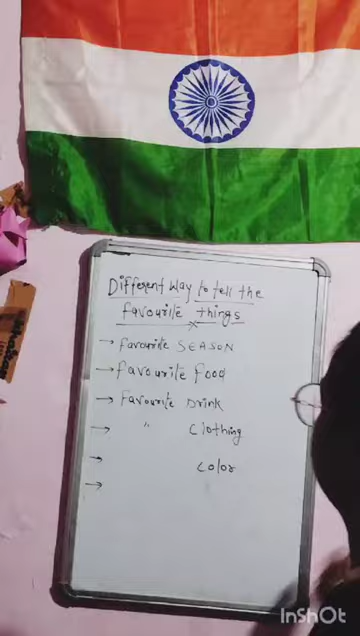 Different way to tell the
favourite things
→ favourite SEASON
→ favourite food
→ Favourite Drink
→ " Clothing
→ Color
→
InShOt